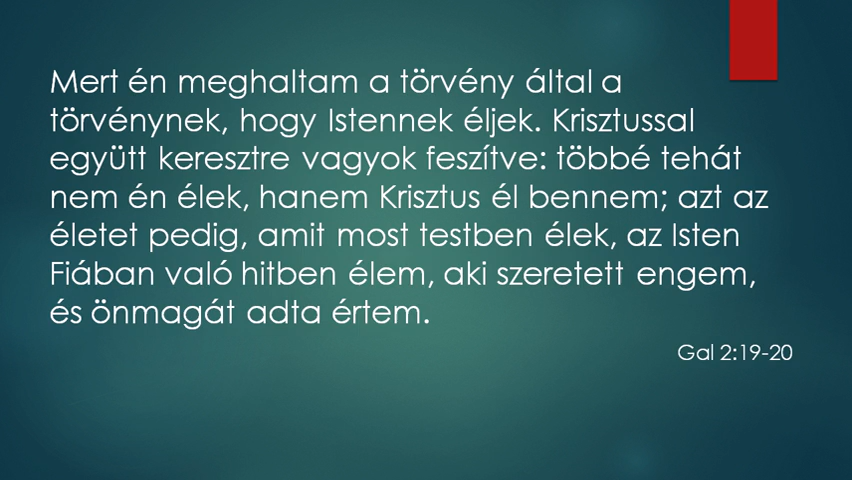 Mert én meghaltam a törvény által a
törvénynek, hogy Istennek éljek. Krisztussal
együtt keresztre vagyok feszítve: többé tehát
nem én élek, hanem Krisztus él bennem; azt az
életet pedig, amit most testben élek, az Isten
Fiában való hitben élem, aki szeretett engem,
és önmagát adta értem.
Gal 2:19-20